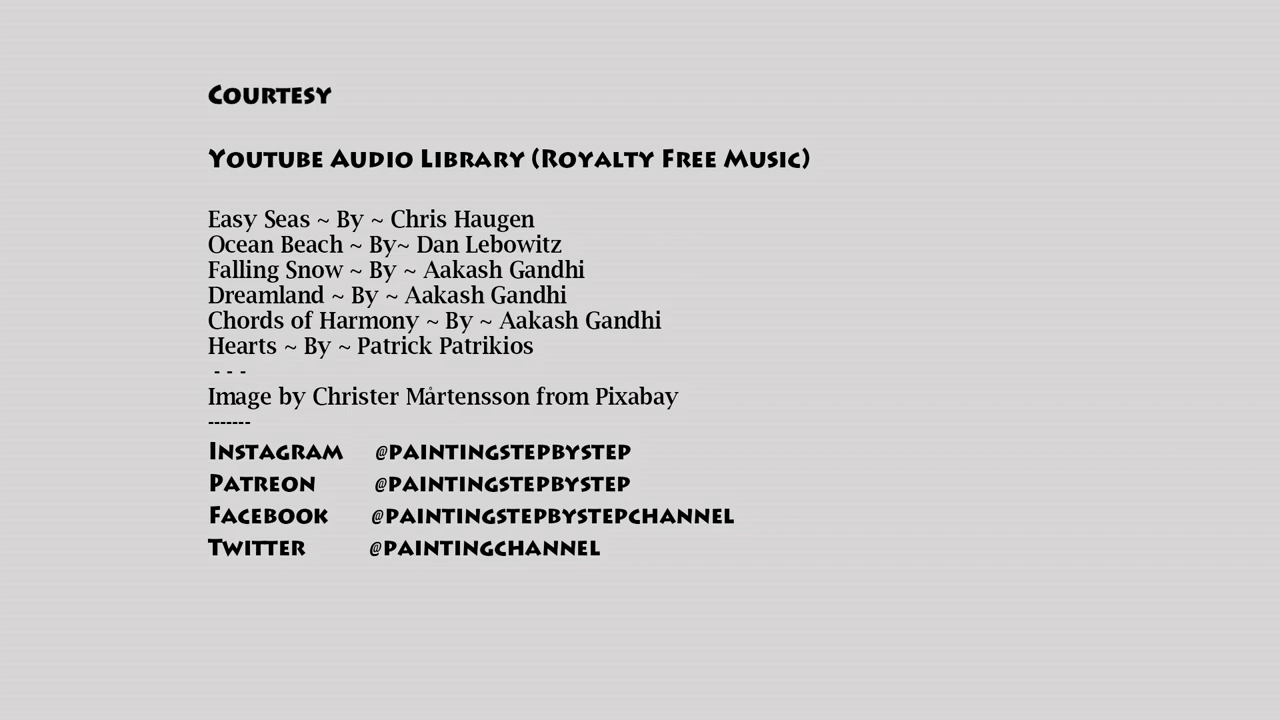 Courtesy
Youtube Audio Library (Royalty Free Music)
Easy Seas ~ By ~ Chris Haugen
Ocean Beach ~ By~ Dan Lebowitz
Falling Snow ~ By ~ Aakash Gandhi
Dreamland ~ By ~ Aakash Gandhi
Chords of Harmony ~ By ~ Aakash Gandhi
Hearts ~ By ~ Patrick Patrikios
- - -
Image by Christer Mårtensson from Pixabay
-------
Instagram @paintingstepbystep
Patreon @paintingstepbystep
Facebook @paintingstepbystepchannel
Twitter @paintingchannel